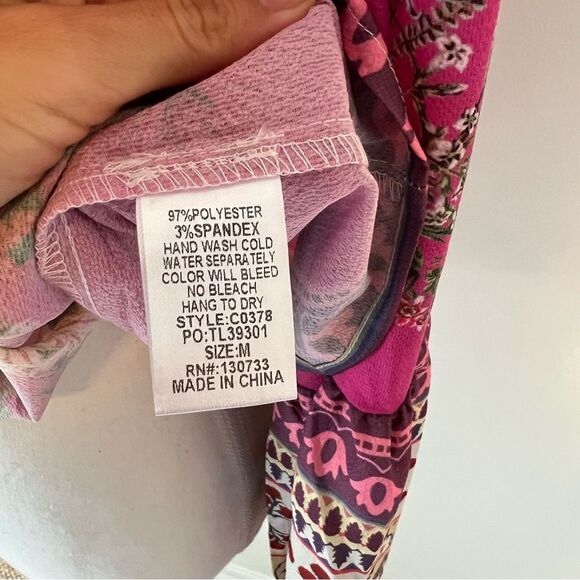 97%POLYESTER
3%SPANDEX
HAND WASH COLD
WATER SEPARATELY
COLOR WILL BLEED
NO BLEACH
HANG TO DRY
STYLE:C0378
PO:TL39301
SIZE:M
RN#:130733
MADE IN CHINA